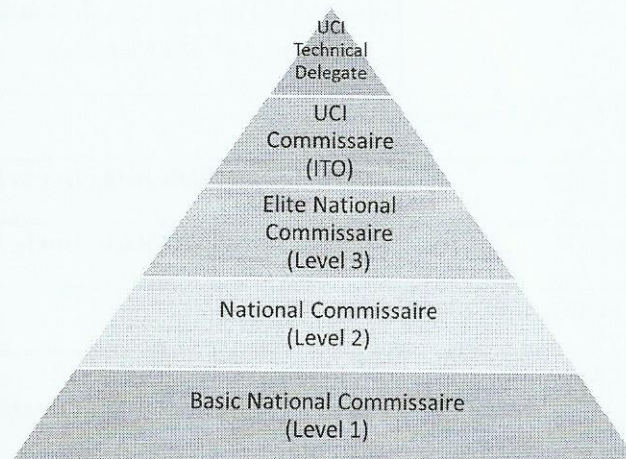 UCI
Technical
Delegate
UCI
Commissaire
(ITO)
Elite National
Commissaire
(Level 3)
National Commissaire
(Level 2)
Basic National Commissaire
(Level 1)